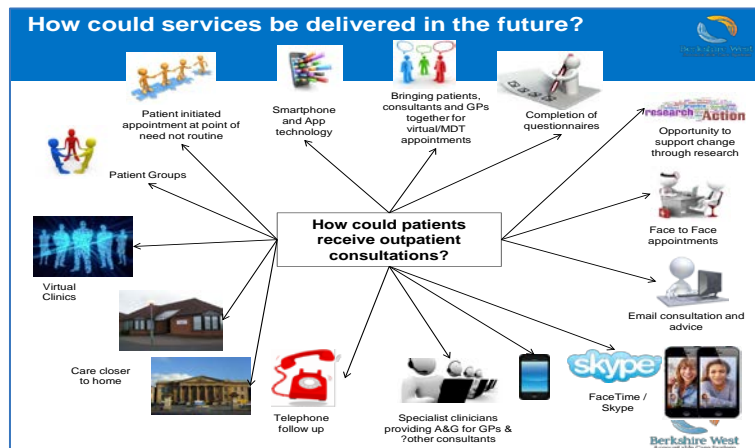 How could services be delivered in the future?
Berkshire West
Patient initiated
appointment at point of
need not routine
Smartphone
and App
technology
Bringing patients,
consultants and GPs
together for
virtual/MDT
appointments
Completion of
questionnaires
research
Action
Opportunity to
support change
through research
Patient Groups
How could patients
receive outpatient
consultations?
Face to Face
appointments
Virtual
Clinics
Email consultation and
advice
Care closer
to home
Telephone
follow up
Specialist clinicians
providing A&G for GPs &
?other consultants
skype
FaceTime /
Skype
Berkshire West